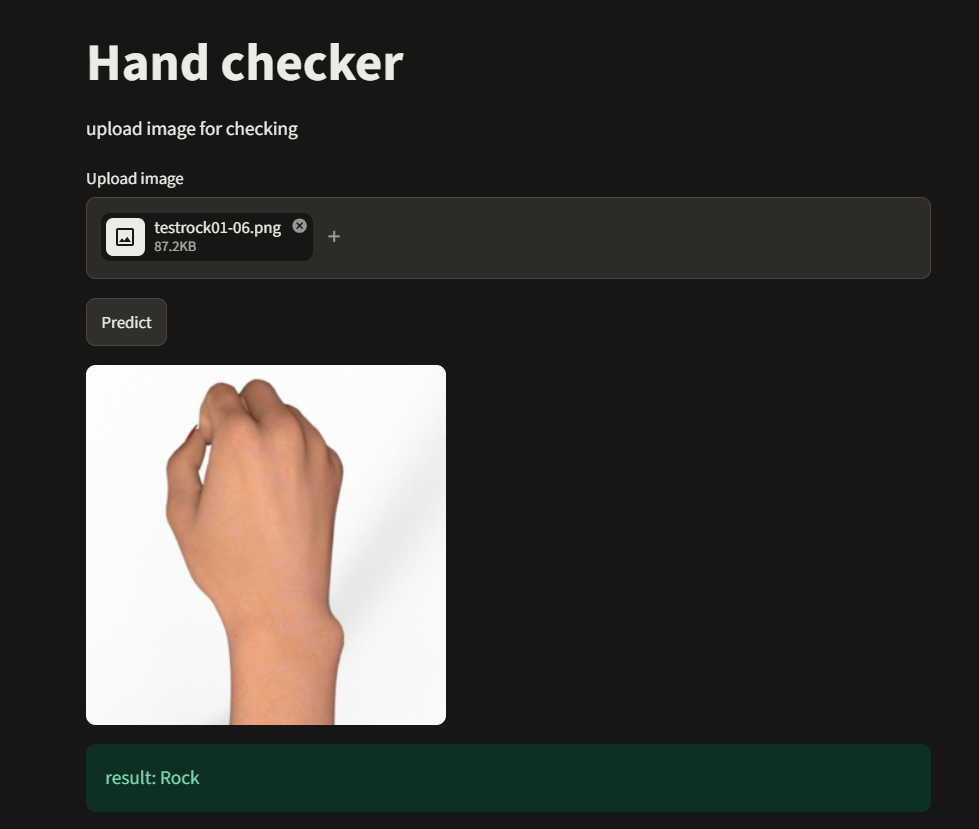 Hand checker
upload image for checking
Upload image
testrock01-06.png
87.2KB
Predict
result: Rock